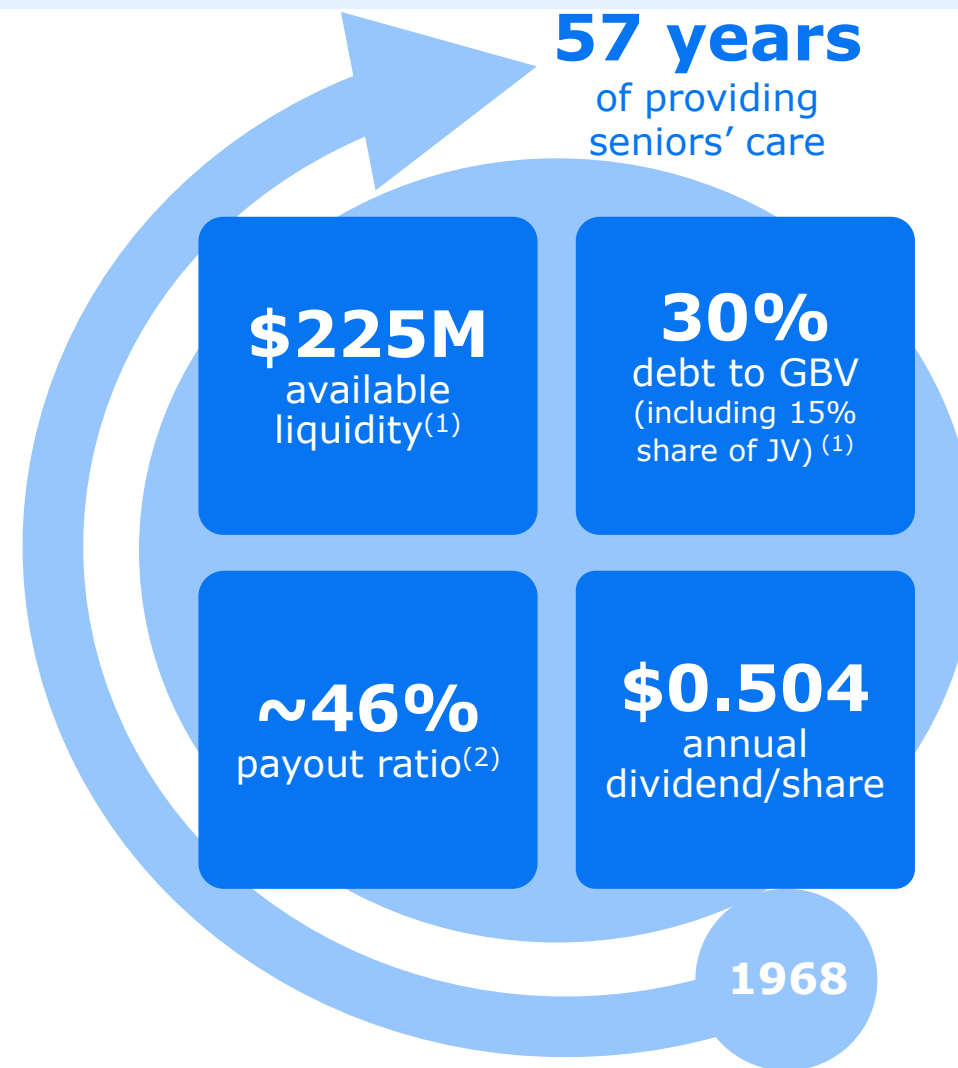 57 years
of providing
seniors’ care
$225M
available
liquidity(1)
30%
debt to GBV
(including 15%
share of JV) (1)
~46%
payout ratio(2)
$0.504
annual
dividend/share
1968